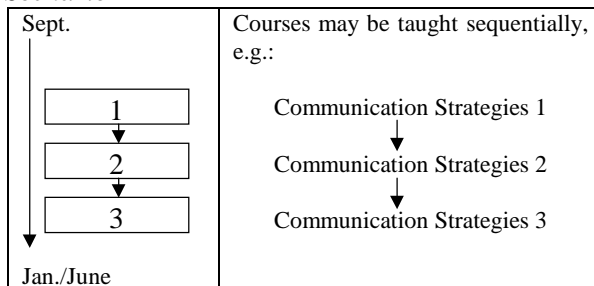 Sept.
1
2
3
Jan./June
Courses may be taught sequentially,
e.g.:
Communication Strategies 1
Communication Strategies 2
Communication Strategies 3